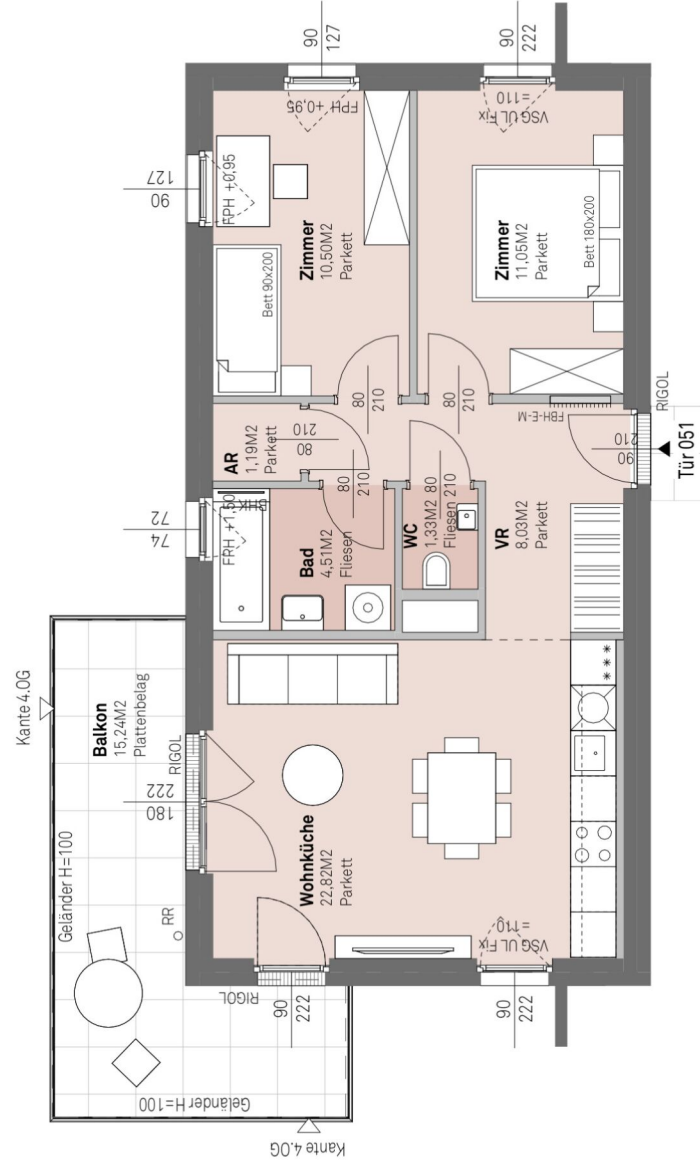 90
127
90
222
FPH +0,95
VSG UL Fix
=110
127
90
FPH +0,95
Zimmer
10,50M2
Parkett
Bett 90x200
Zimmer
11,05M2
Parkett
Bett 180x200
80
210
80
210
RIGOL
FBH-E-M
AR
1,19M2
Parkett
80
210
90
210
Tür 051
80
210
80
210
72
74
FPH +1,50
Bad
4,51M2
Fliesen
WC
1,33M2
Fliesen
VR
8,03M2
Parkett
Kante 4.OG
Balkon
15,24M2
Plattenbelag
RIGOL
222
180
Geländer H=100
RR
Wohnküche
22,82M2
Parkett
VSG UL Fix
=110
RIGOL
90
222
90
222
Geländer H=100
Kante 4.OG